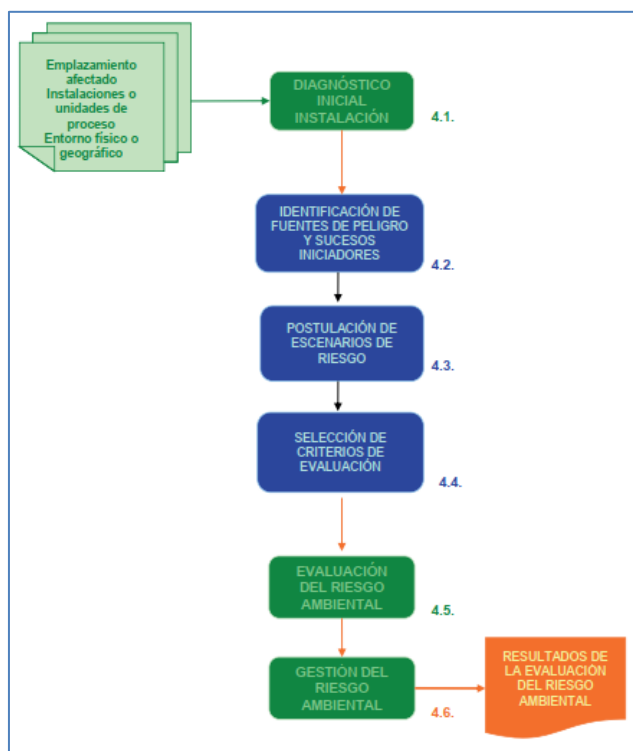 Emplazamiento
afectado
Instalaciones o
unidades de
proceso
Entorno físico o
geográfico
DIAGNÓSTICO
INICIAL
INSTALACIÓN
4.1.
IDENTIFICACIÓN DE
FUENTES DE PELIGRO
Y SUCESOS
INICIADORES
4.2.
POSTULACIÓN DE
ESCENARIOS DE
RIESGO
4.3.
SELECCIÓN DE
CRITERIOS DE
EVALUACIÓN
4.4.
EVALUACIÓN
DEL RIESGO
AMBIENTAL
4.5.
GESTIÓN DEL
RIESGO
AMBIENTAL
4.6.
RESULTADOS DE
LA EVALUACIÓN
DEL RIESGO
AMBIENTAL